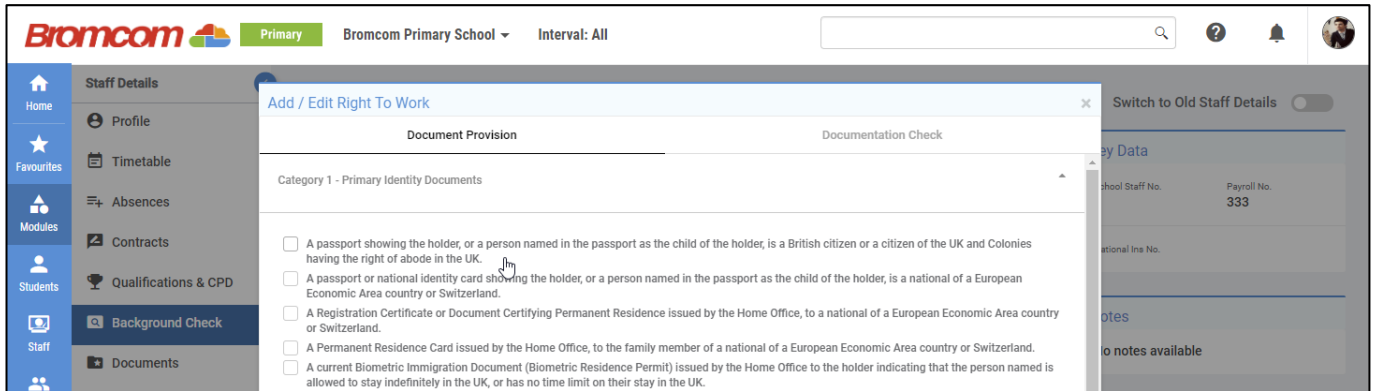 Bromcom
Primary
Bromcom Primary School
Interval: All
Home
Favourites
Modules
Students
Staff
Staff Details
Profile
Timetable
Absences
Contracts
Qualifications & CPD
Background Check
Documents
Add / Edit Right To Work
×
Document Provision
Documentation Check
Category 1 - Primary Identity Documents
A passport showing the holder, or a person named in the passport as the child of the holder, is a British citizen or a citizen of the UK and Colonies
having the right of abode in the UK.
A passport or national identity card showing the holder, or a person named in the passport as the child of the holder, is a national of a European
Economic Area country or Switzerland.
A Registration Certificate or Document Certifying Permanent Residence issued by the Home Office, to a national of a European Economic Area country
or Switzerland.
A Permanent Residence Card issued by the Home Office, to the family member of a national of a European Economic Area country or Switzerland.
A current Biometric Immigration Document (Biometric Residence Permit) issued by the Home Office to the holder indicating that the person named is
allowed to stay indefinitely in the UK, or has no time limit on their stay in the UK.
Switch to Old Staff Details
ey Data
chool Staff No.
Payroll No.
333
ational Ins No.
otes
lo notes available